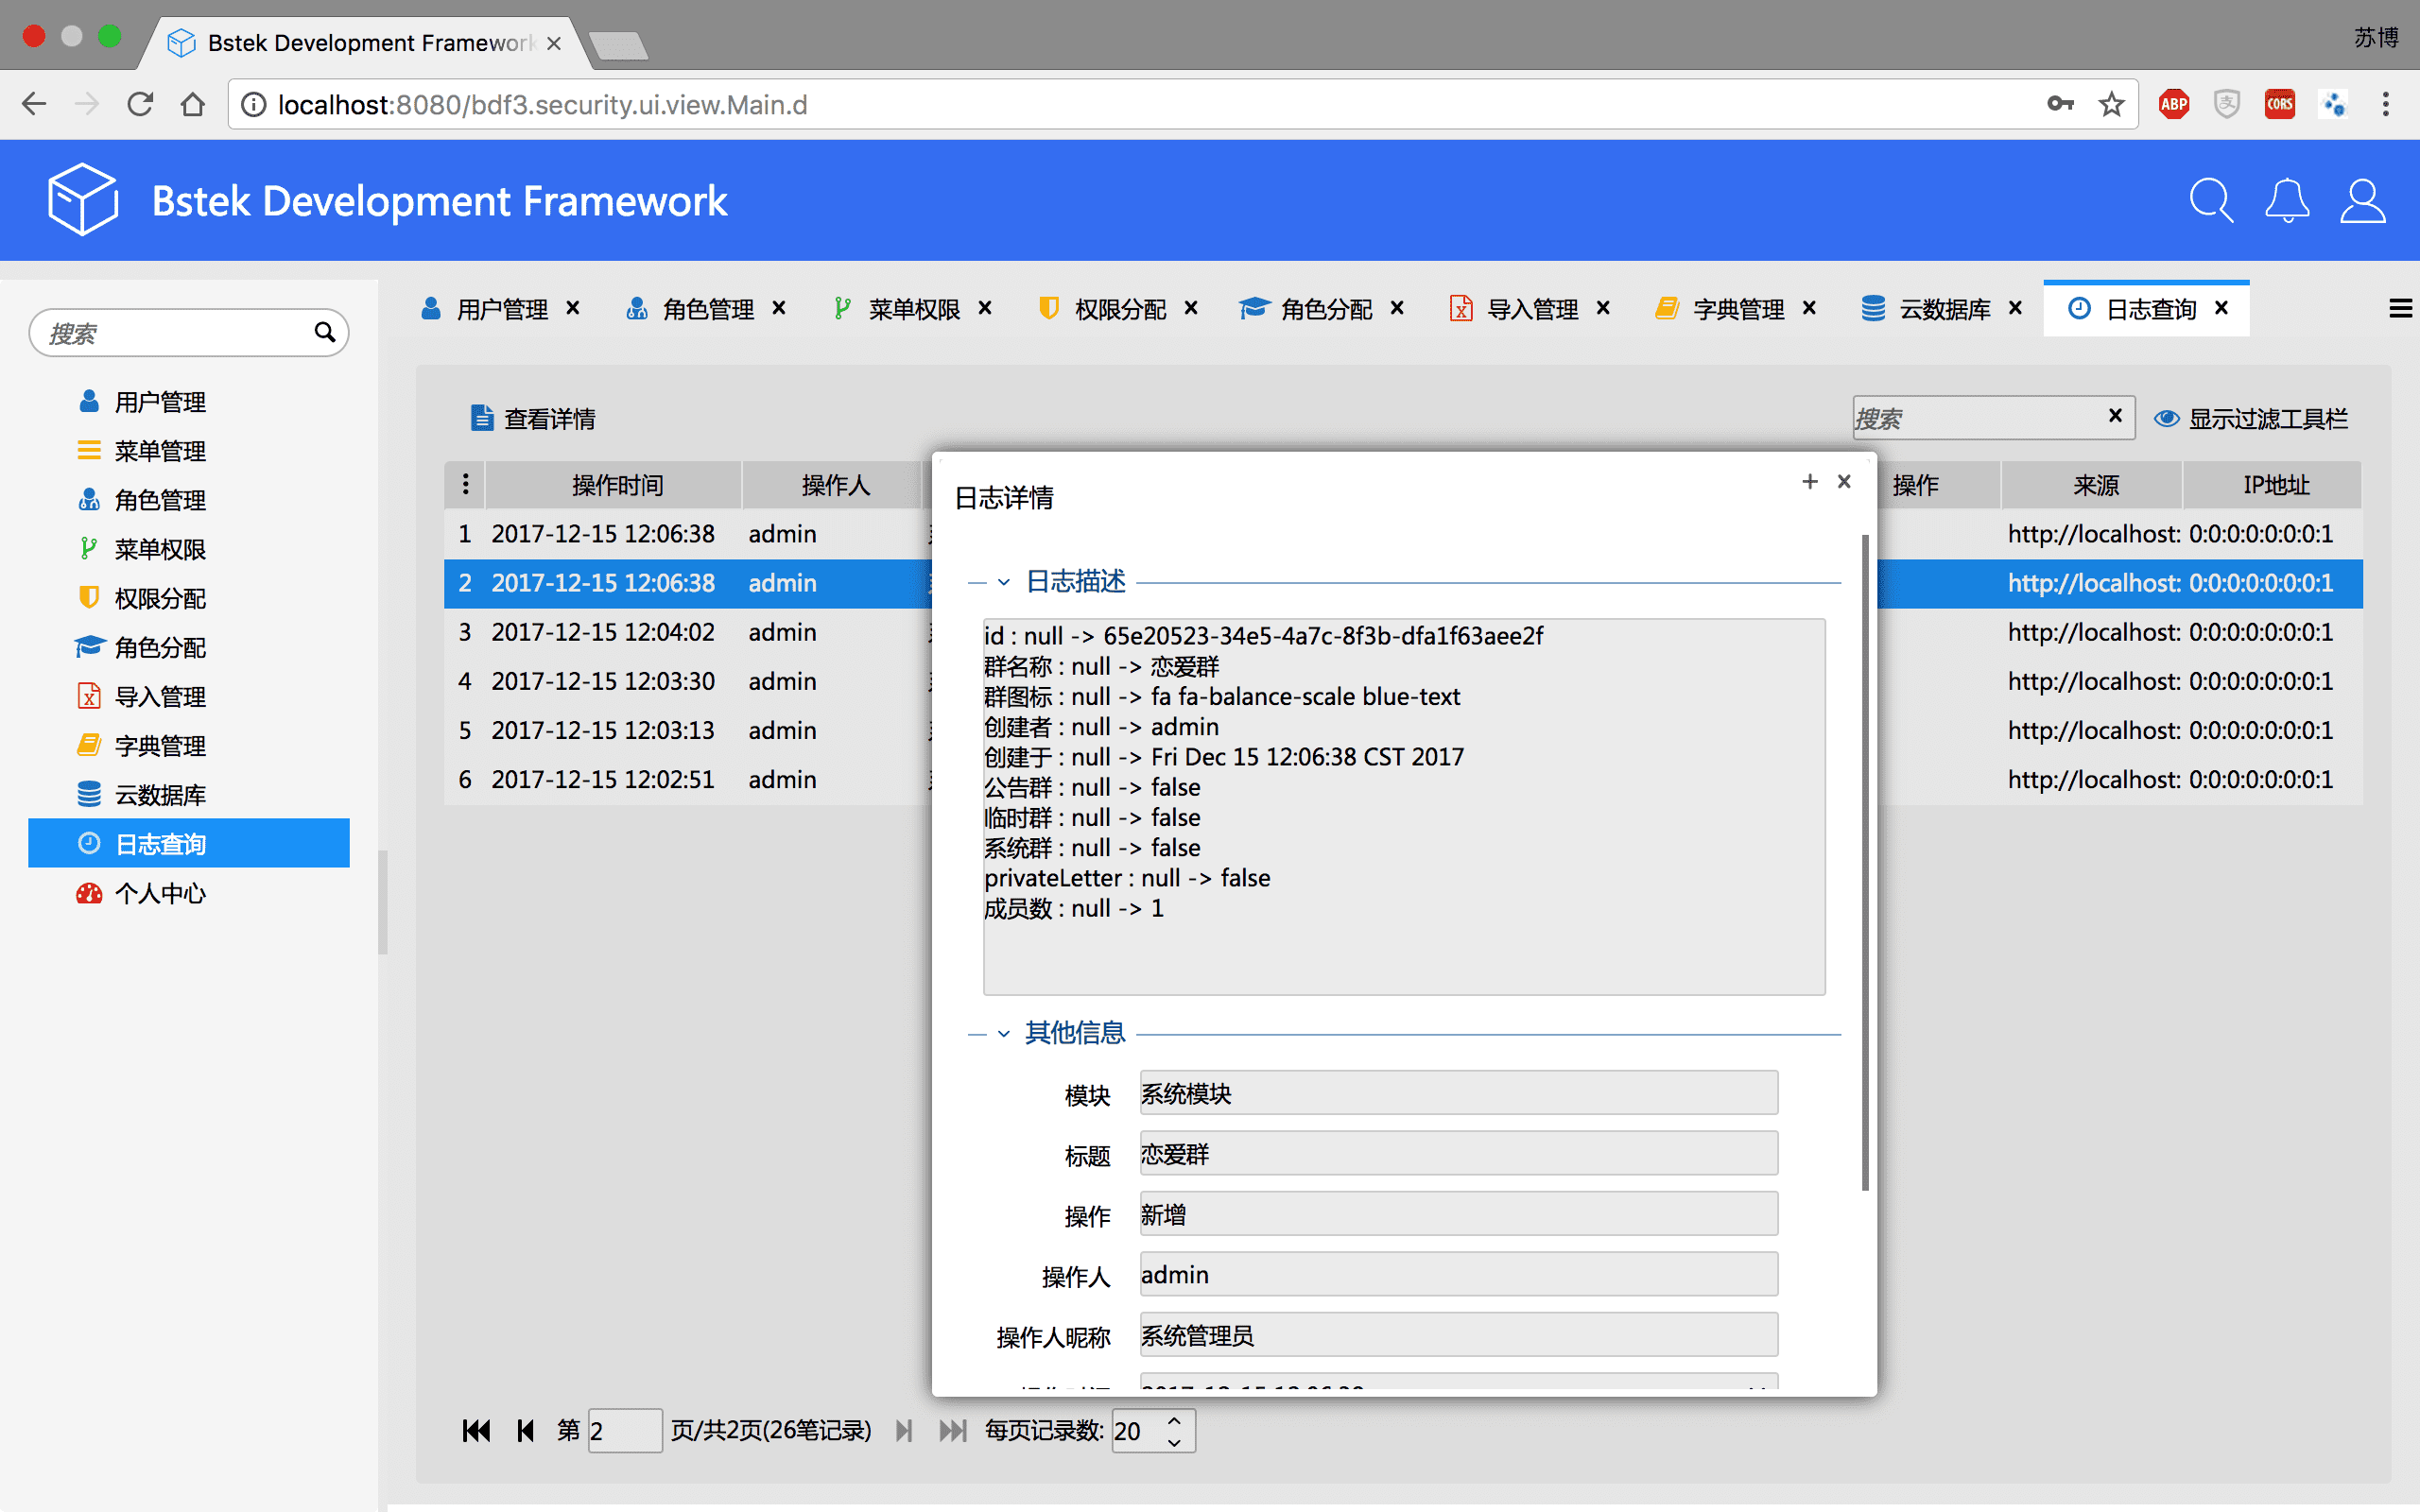 Bstek Development Framework
苏博
localhost:8080/bdf3.security.ui.view.Main.d
ABP
支
CORS
Bstek Development Framework
用户管理
角色管理
菜单权限
权限分配
角色分配
导入管理
字典管理
云数据库
日志查询
搜索
用户管理
菜单管理
角色管理
菜单权限
权限分配
角色分配
导入管理
字典管理
云数据库
日志查询
个人中心
查看详情
搜索
显示过滤工具栏
操作时间 操作人 操作 来源 IP地址
1 2017-12-15 12:06:38 admin http://localhost: 0:0:0:0:0:0:0:1
2 2017-12-15 12:06:38 admin http://localhost: 0:0:0:0:0:0:0:1
3 2017-12-15 12:04:02 admin http://localhost: 0:0:0:0:0:0:0:1
4 2017-12-15 12:03:30 admin http://localhost: 0:0:0:0:0:0:0:1
5 2017-12-15 12:03:13 admin http://localhost: 0:0:0:0:0:0:0:1
6 2017-12-15 12:02:51 admin http://localhost: 0:0:0:0:0:0:0:1
日志详情
日志描述
id : null -> 65e20523-34e5-4a7c-8f3b-dfa1f63aee2f
群名称 : null -> 恋爱群
群图标 : null -> fa fa-balance-scale blue-text
创建者 : null -> admin
创建于 : null -> Fri Dec 15 12:06:38 CST 2017
公告群 : null -> false
临时群 : null -> false
系统群 : null -> false
privateLetter : null -> false
成员数 : null -> 1
其他信息
模块 系统模块
标题 恋爱群
操作 新增
操作人 admin
操作人昵称 系统管理员
第 2 页/共2页(26笔记录) 每页记录数: 20